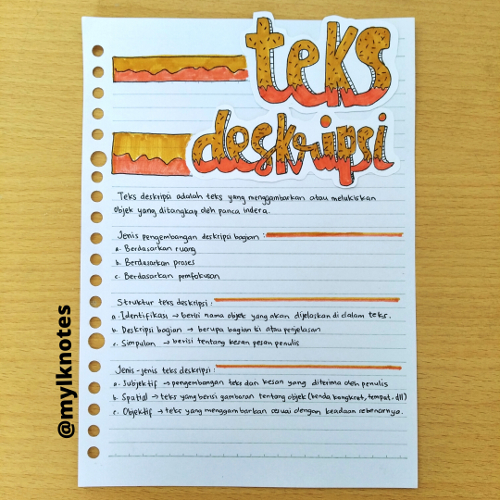 teks
deskripsi
Teks deskripsi adalah teks yang menggambarkan atau melukiskan
objek yang ditangkap oleh panca indera.
Jenis pengembangan deskripsi bagian :
a. Berdasarkan ruang
b. Berdasarkan proses
c. Berdasarkan pemfokusan
Struktur teks deskripsi :
a. Identifikasi → berisi nama objek yang akan dijelaskan di dalam teks.
b. Deskripsi bagian → berupa bagian isi atau penjelasan
c. Simpulan → berisi tentang kesan pesan penulis
Jenis-jenis teks deskripsi :
a. Subjektif → pengembangan teks dan kesan yang diterima oleh penulis
b. Spatial → teks yang berisi gambaran tentang objek (benda kongkrot, tempat. dll)
c. Objektif → teks yang menggambarkan sesuai dengan keadaan sebenarnya.
@mylknotes